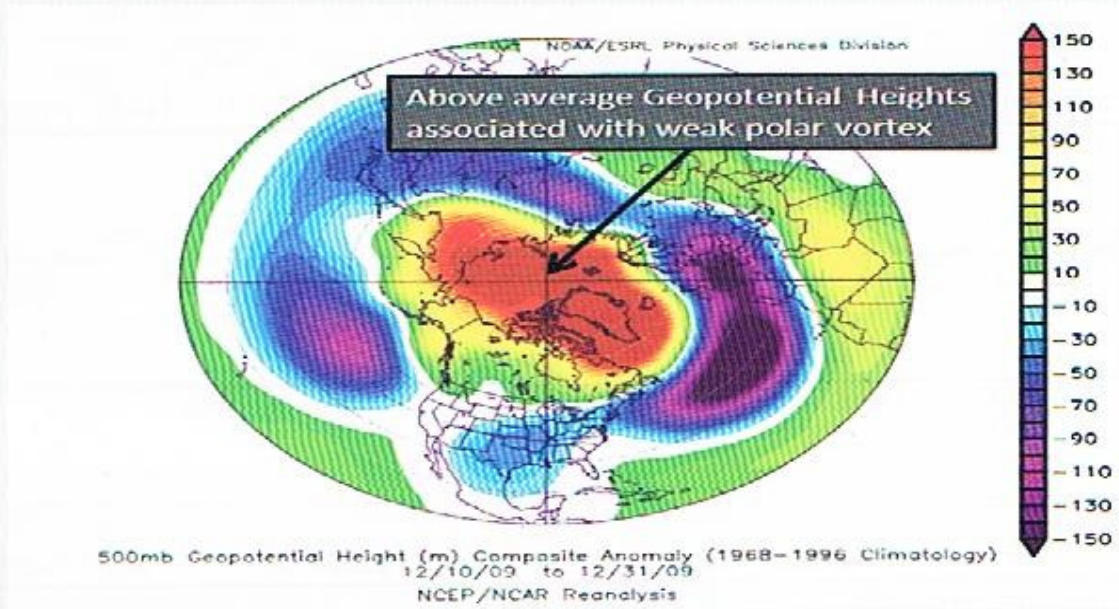 NOAA/ESRL Physical Sciences Division
Above average Geopotential Heights
associated with weak polar vortex
150
130
110
90
70
50
30
10
-10
-30
-50
-70
-90
-110
-130
-150
500mb Geopotential Height (m) Composite Anomaly (1968-1996 Climatology)
12/10/09 to 12/31/09
NCEP/NCAR Reanalysis